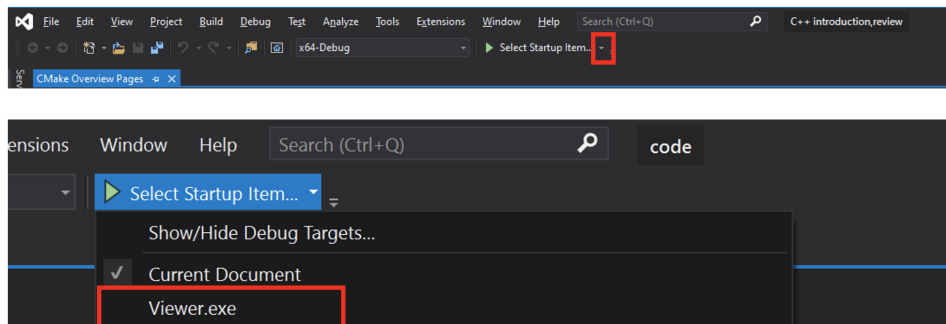 File Edit View Project Build Debug Test Analyze Tools Extensions Window Help Search (Ctrl+Q) C++ introduction,review
x64-Debug Select Startup Item...
Serv
CMake Overview Pages
ensions Window Help Search (Ctrl+Q) code
Select Startup Item...
Show/Hide Debug Targets...
Current Document
Viewer.exe